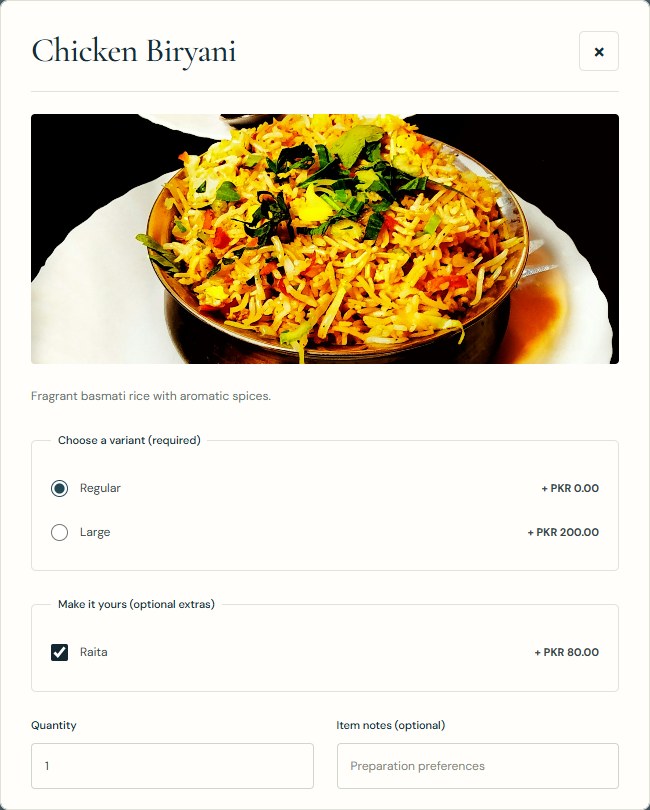 Chicken Biryani
×
Fragrant basmati rice with aromatic spices.
Choose a variant (required)
Regular + PKR 0.00
Large + PKR 200.00
Make it yours (optional extras)
Raita + PKR 80.00
Quantity Item notes (optional)
1 Preparation preferences